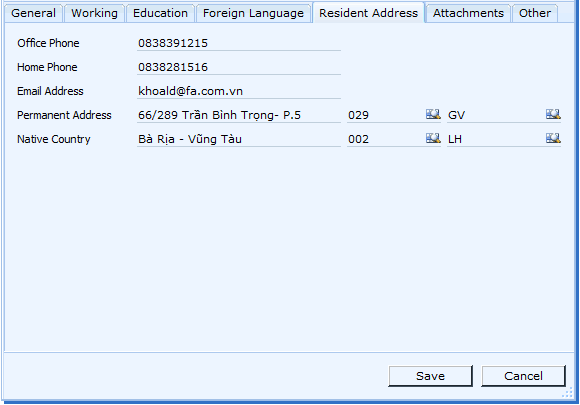 General Working Education Foreign Language Resident Address Attachments Other
Office Phone 0838391215
Home Phone 0838281516
Email Address khoald@fa.com.vn
Permanent Address 66/289 Trần Bình Trọng- P.5 029 GV
Native Country Bà Rịa - Vũng Tàu 002 LH
Save Cancel